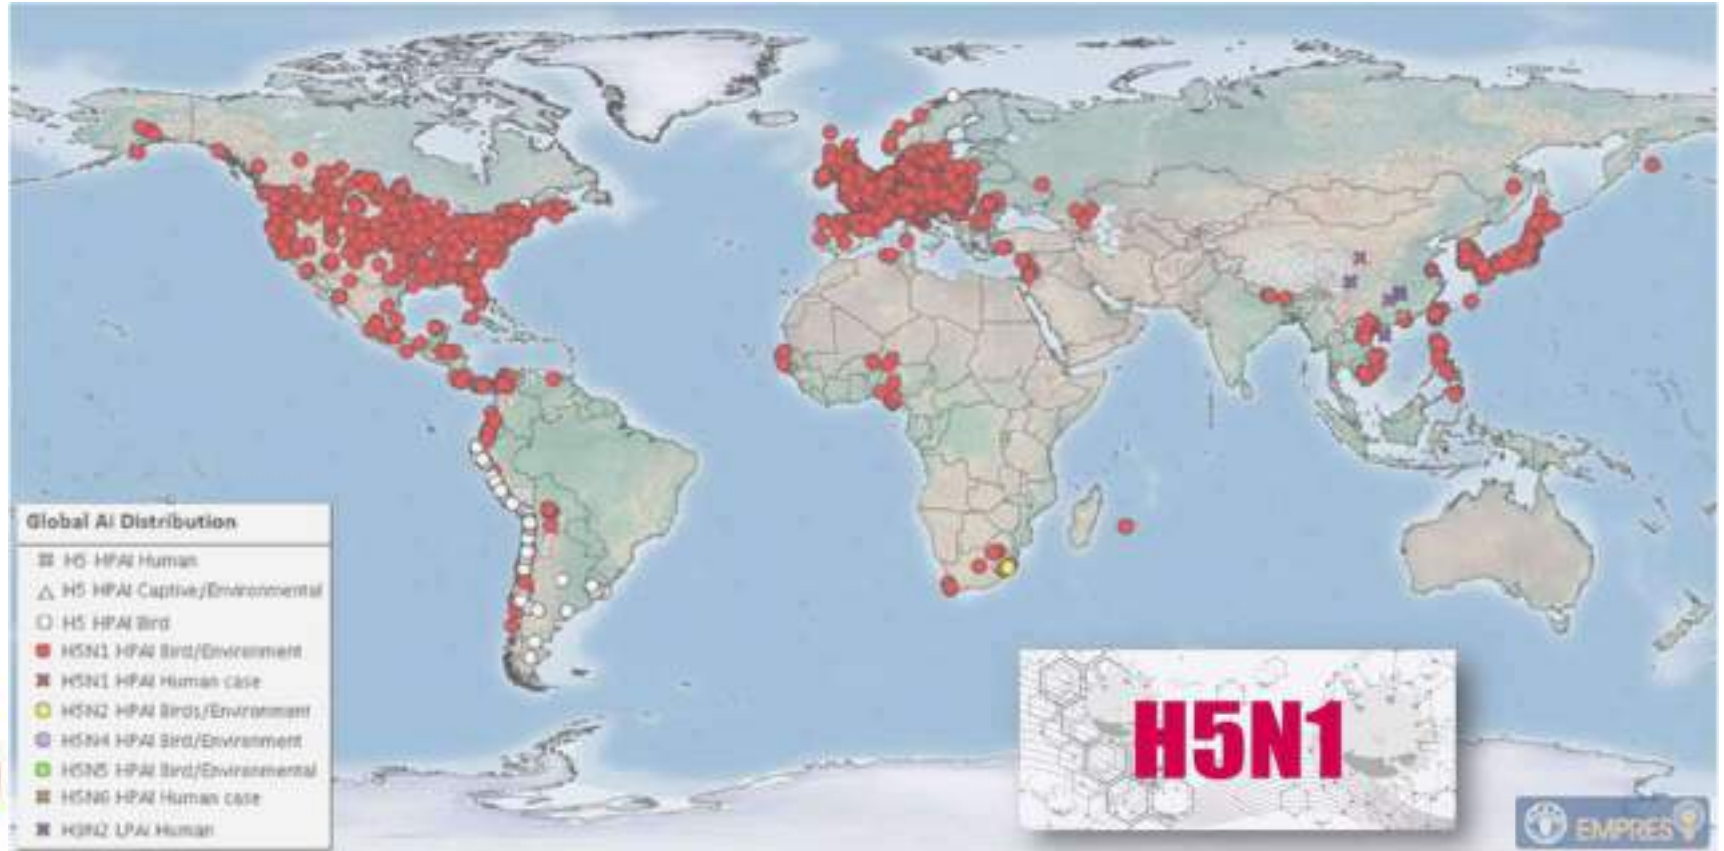 Global AI Distribution
H5 HPAI Human
H5 HPAI Captive/Environmental
H5 HPAI Bird
H5N1 HPAI Bird/Environment
H5N1 HPAI Human case
H5N2 HPAI Birds/Environment
H5N4 HPAI Bird/Environment
H5N5 HPAI Bird/Environmental
H5N6 HPAI Human case
LPAI Human
H5N1
EMPRES